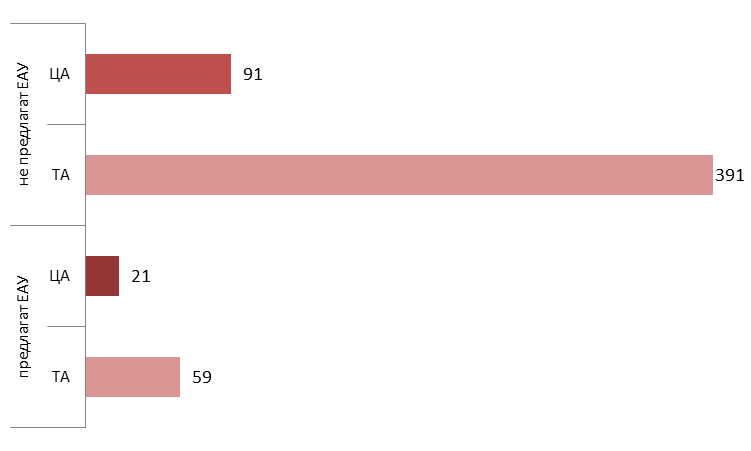 не предлагат ЕАУ
ЦА
91
ТА
391
предлагат ЕАУ
ЦА
21
ТА
59